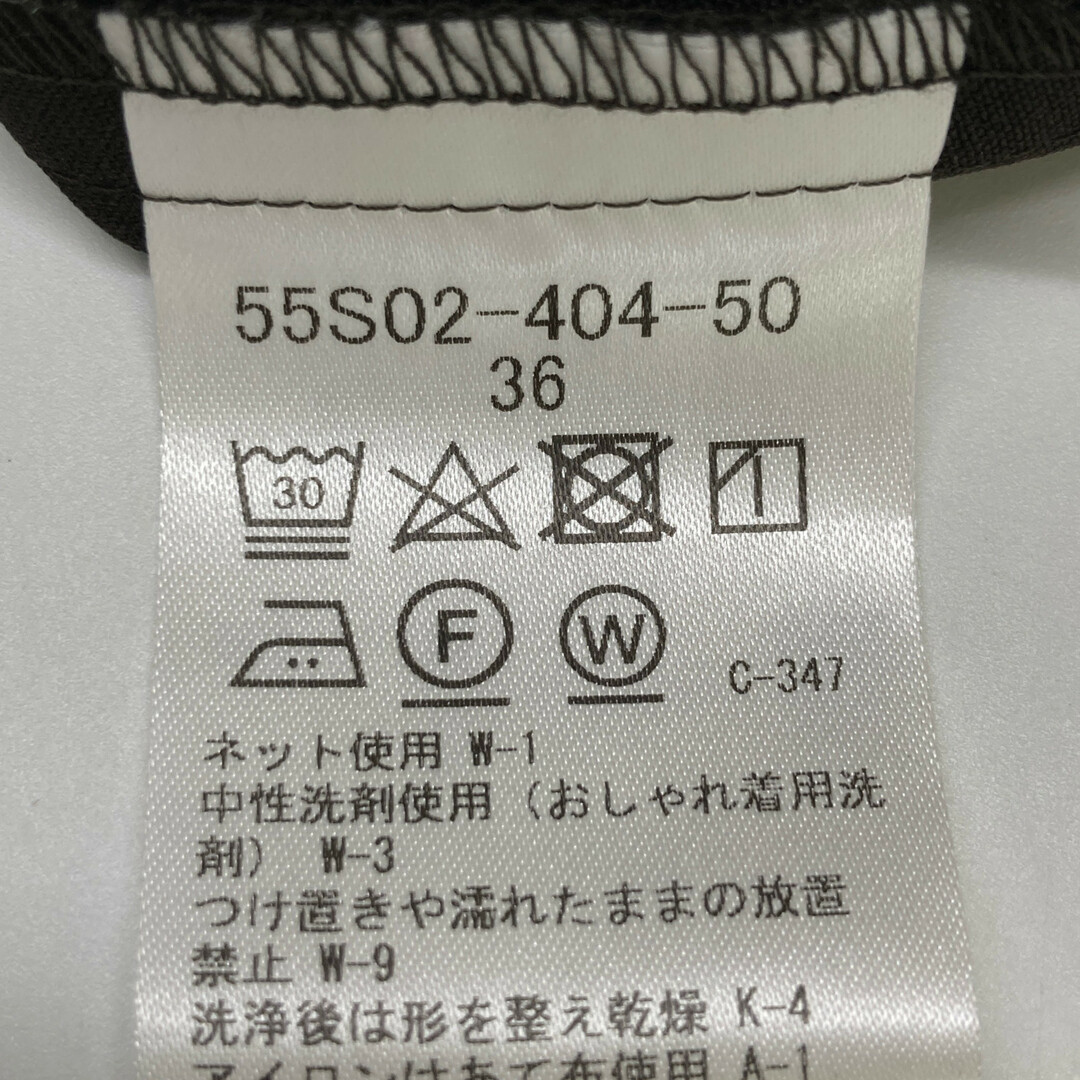 55S02-404-50
36
30
F W C-347
ネット使用 W-1
中性洗剤使用（おしゃれ着用洗
剤） W-3
つけ置きや濡れたままの放置
禁止 W-9
洗浄後は形を整え乾燥 K-4
アイロンはあて布使用 A-1